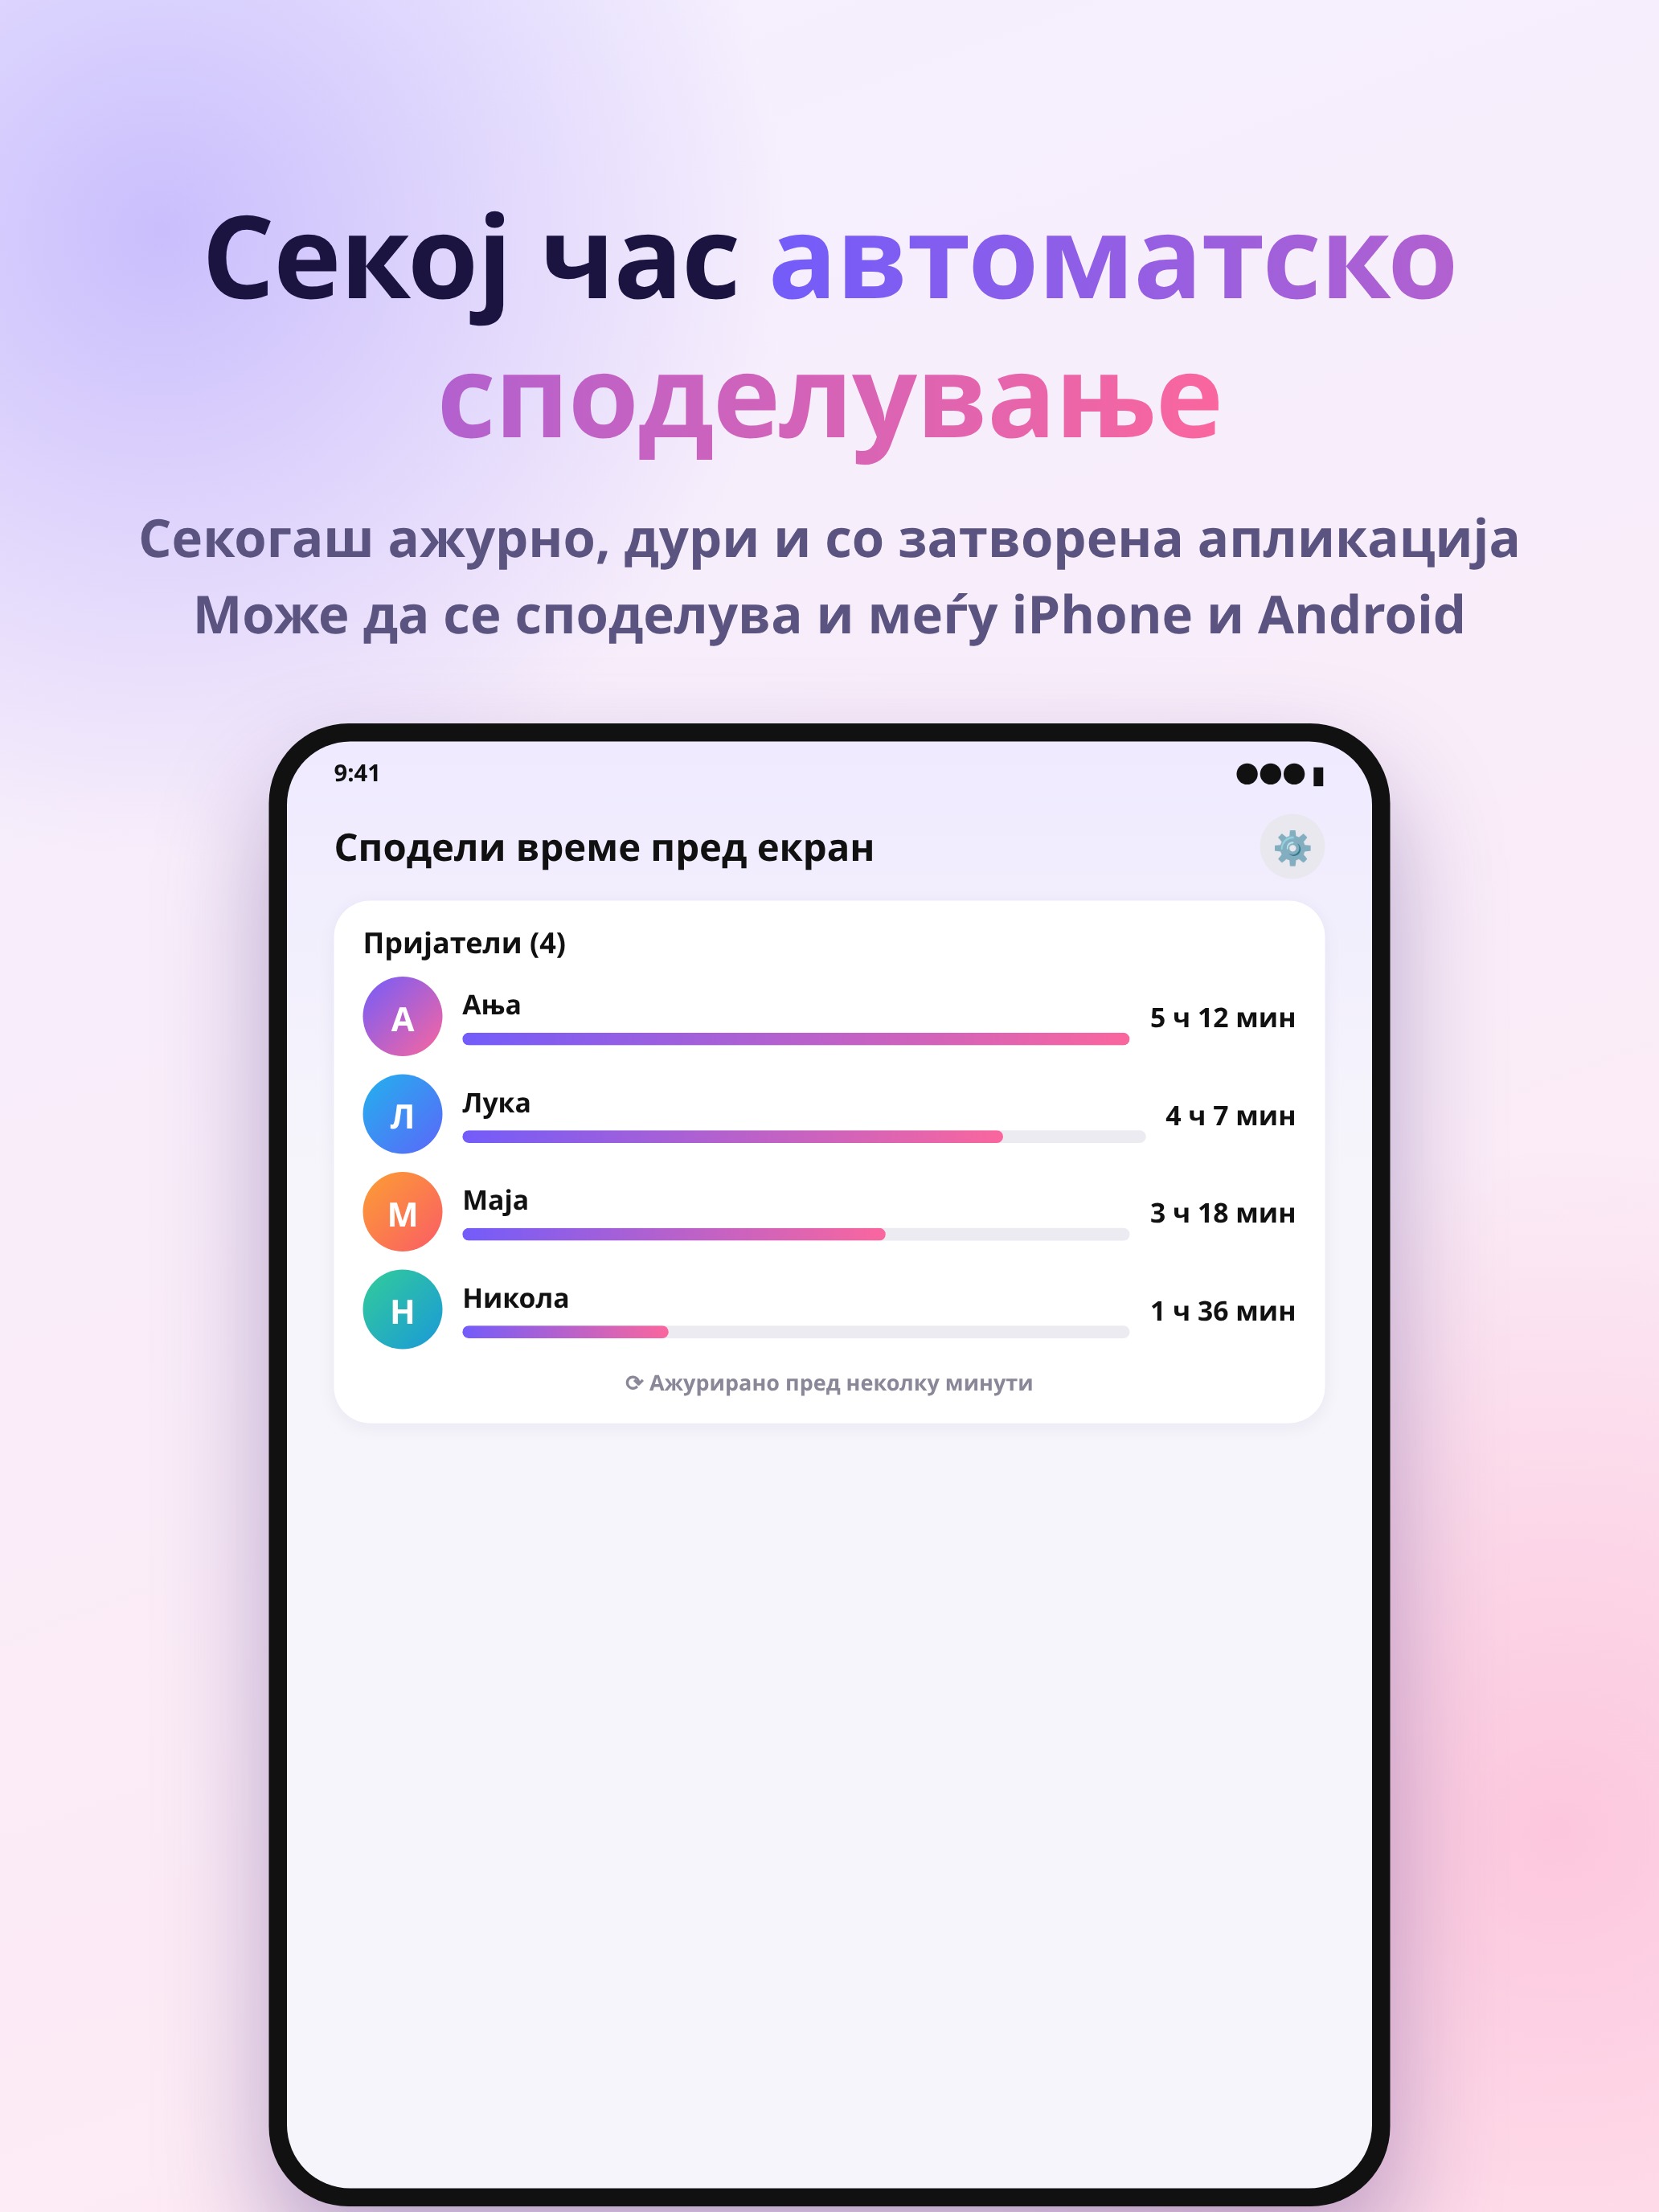 Секој час автоматско
споделување
Секогаш ажурно, дури и со затворена апликација
Може да се споделува и меѓу iPhone и Android
9:41
Сподели време пред екран
Пријатели (4)
А
Ања
5 ч 12 мин
Л
Лука
4 ч 7 мин
М
Маја
3 ч 18 мин
Н
Никола
1 ч 36 мин
⟳ Ажурирано пред неколку минути